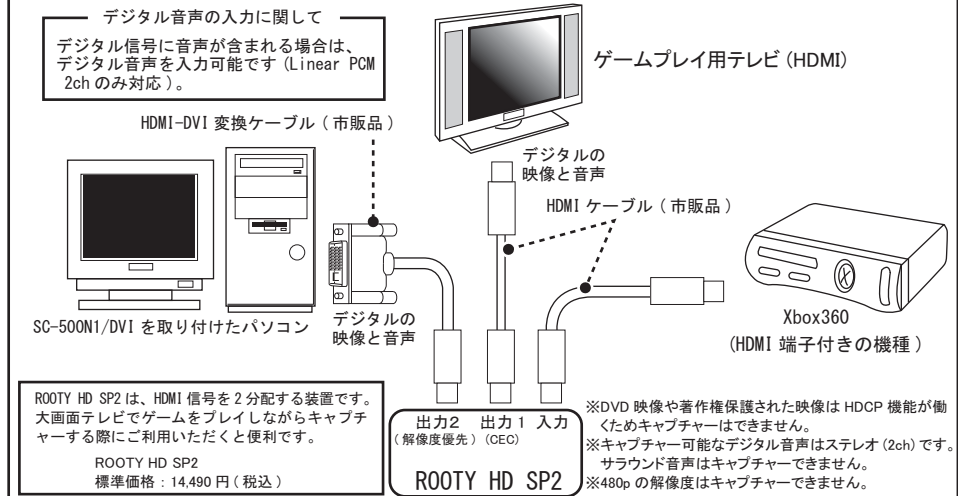 デジタル音声の入力に関して
デジタル信号に音声が含まれる場合は、
デジタル音声を入力可能です(Linear PCM
2ch のみ対応)。
ゲームプレイ用テレビ(HDMI)
HDMI-DVI 変換ケーブル(市販品)
デジタルの
映像と音声
HDMI ケーブル(市販品)
SC-500N1/DVI を取り付けたパソコン
デジタルの
映像と音声
Xbox360
(HDMI 端子付きの機種)
ROOTY HD SP2 は、HDMI 信号を2分配する装置です。
大画面テレビでゲームをプレイしながらキャプチ
ャーする際にご利用いただくと便利です。
ROOTY HD SP2
標準価格:14,490 円(税込)
出力2 出力1 入力
(解像度優先) (CEC)
ROOTY HD SP2
※DVD 映像や著作権保護された映像は HDCP 機能が働
くためキャプチャーはできません。
※キャプチャー可能なデジタル音声はステレオ(2ch)です。
サラウンド音声はキャプチャーできません。
※480p の解像度はキャプチャーできません。